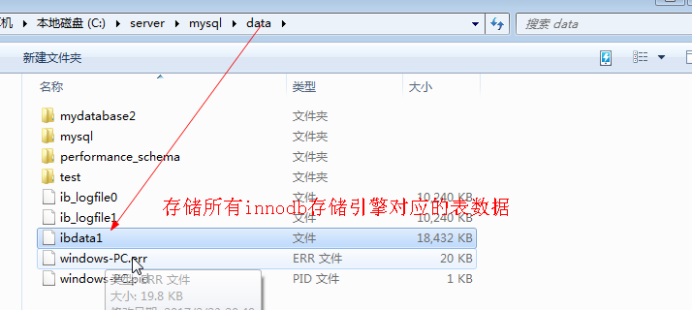 机 ▸ 本地磁盘 (C:) ▸ server ▸ mysql ▸ data ▸ 搜索 data
新建文件夹
名称 类型 大小
mydatabase2 文件夹
mysql 文件夹
performance_schema 文件夹
test 文件夹
ib_logfile0 文件 10,240 KB
存储所有innodb存储引擎对应的表数据
ib_logfile1 文件 10,240 KB
ibdata1 文件 18,432 KB
windows-PC.err ERR 文件 20 KB
windows-PC.pid PID 文件 1 KB
类型: ERR 文件
大小: 19.8 KB